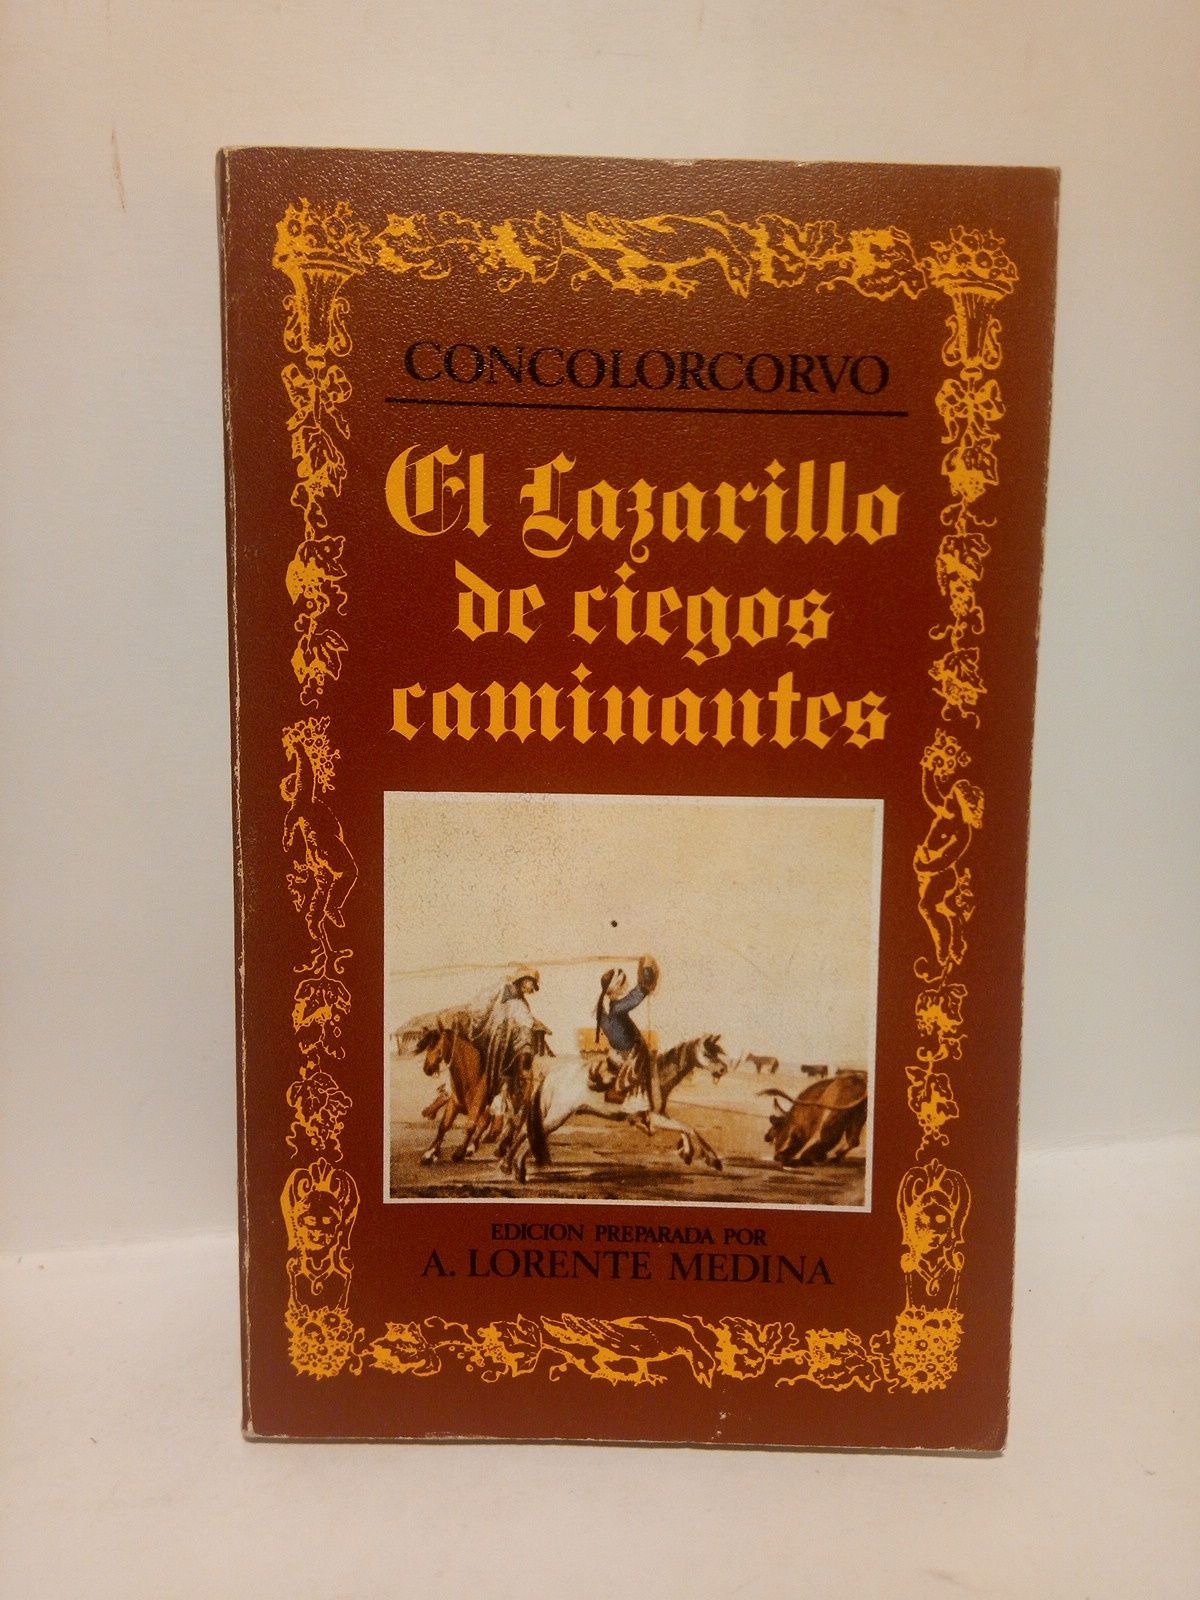 CONCOLORCORVO
El Lazarillo
de ciegos
caminantes
EDICION PREPARADA POR
A. LORENTE MEDINA